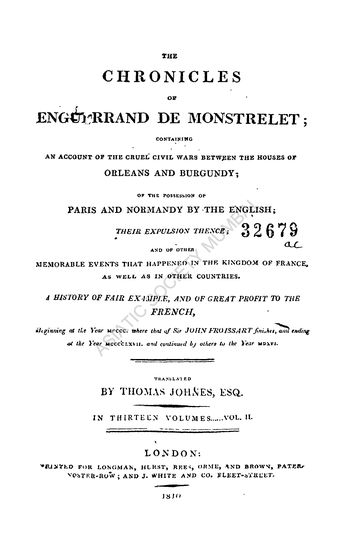 THE
CHRONICLES
OF
ENGUERRAND DE MONSTRELET;
CONTAINING
AN ACCOUNT OF THE CRUEL CIVIL WARS BETWEEN THE HOUSES OF
ORLEANS AND BURGUNDY;
OF THE POSSESSION OF
PARIS AND NORMANDY BY THE ENGLISH;
THEIR EXPULSION THENCE;
32679
ac
AND OF OTHER
MEMORABLE EVENTS THAT HAPPENED IN THE KINGDOM OF FRANCE,
AS WELL AS IN OTHER COUNTRIES.
A HISTORY OF FAIR EXAMPLE, AND OF GREAT PROFIT TO THE
FRENCH,
Beginning at the Year MCCCC. where that of Sir JOHN FROISSART finishes, and ending
at the Year MCCCCLXVII. and continued by others to the Year MDXVI.
TRANSLATED
BY THOMAS JOHNES, ESQ.
IN THIRTEEN VOLUMES.....VOL. II.
LONDON:
PRINTED FOR LONGMAN, HURST, REES, ORME, AND BROWN, PATER-
NOSTER-ROW; AND J. WHITE AND CO. FLEET-STREET.
1810
ASIATIC SOCIETY MUMBAI